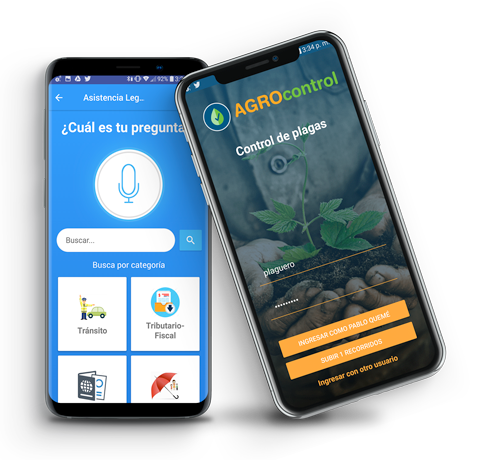 92%
Asistencia Leg..
¿Cuál es tu pregunta
Buscar...
Busca por categoría
Tránsito
Tributario-
Fiscal
3:34 p. m.
AGROcontrol
Control de plagas
plaguero
•••••••••
INGRESAR COMO PABLO QUEMÉ
SUBIR 1 RECORRIDOS
Ingresar con otro usuario